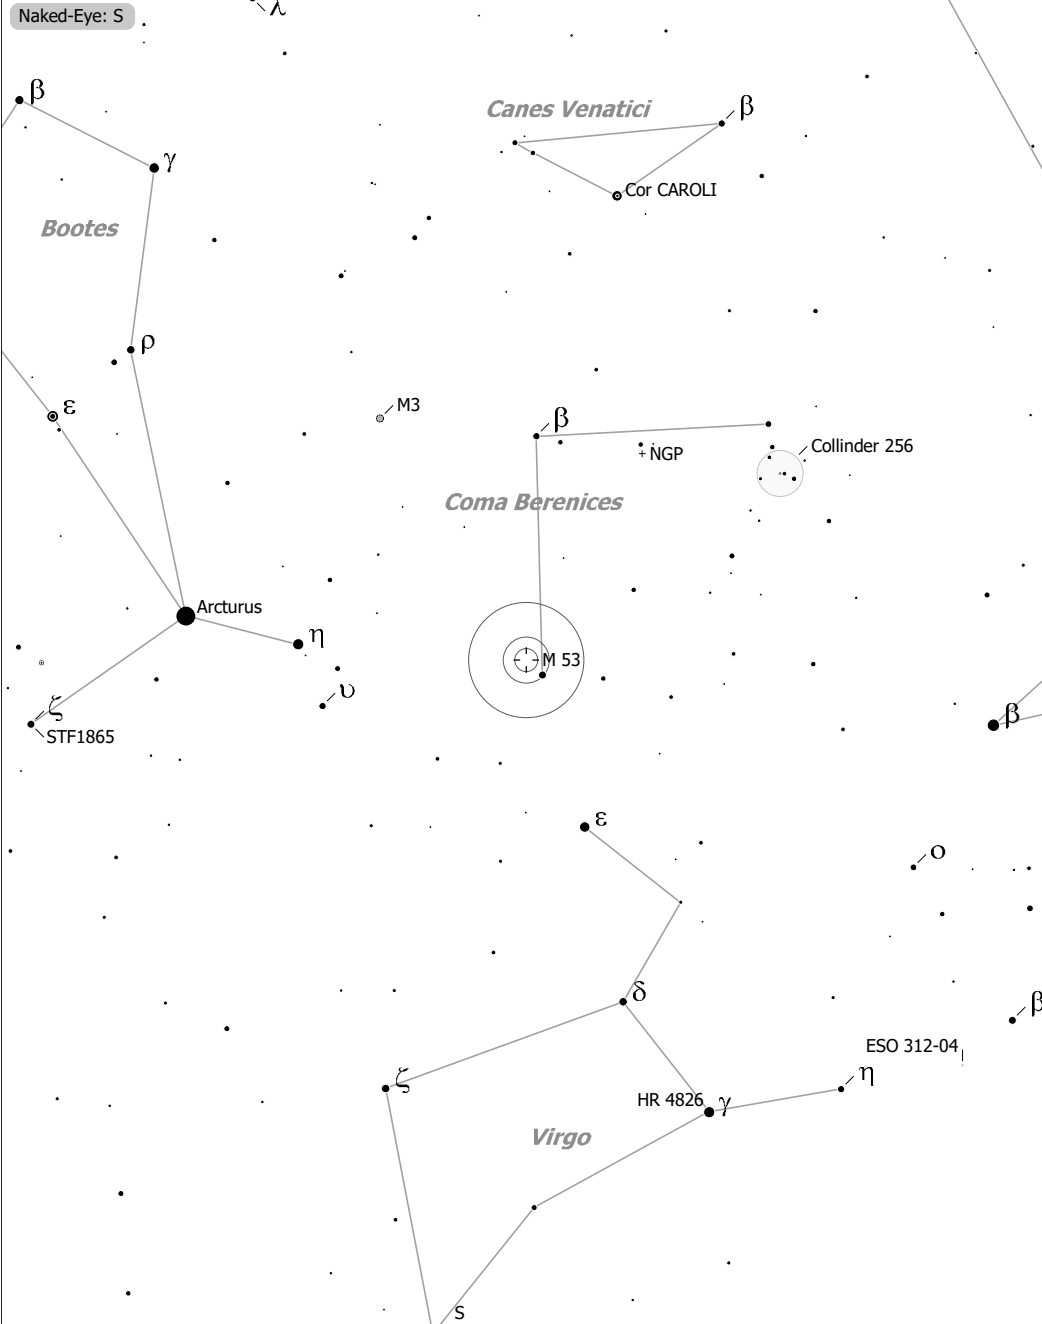 Naked-Eye: S
λ
β
Canes Venatici
β
γ
Cor CAROLI
Bootes
ρ
ε
M3
β
NGP
Collinder 256
Coma Berenices
Arcturus
η
M 53
ζ
υ
STF1865
β
ε
ο
δ
β
ESO 312-04
η
ζ
HR 4826
γ
Virgo
S